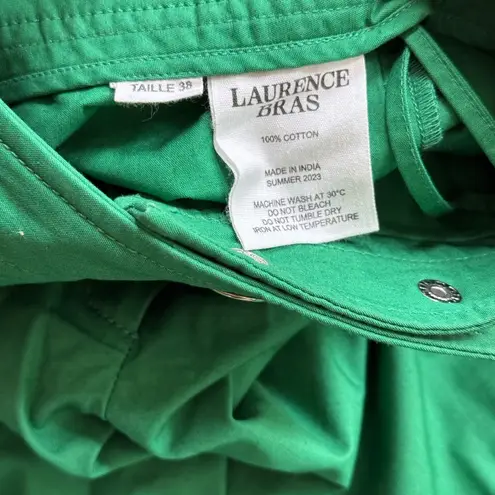 TAILLE 38
LAURENCE
BRAS
100% COTTON
MADE IN INDIA
SUMMER 2023
MACHINE WASH AT 30°C
DO NOT BLEACH
DO NOT TUMBLE DRY
IRON AT LOW TEMPERATURE